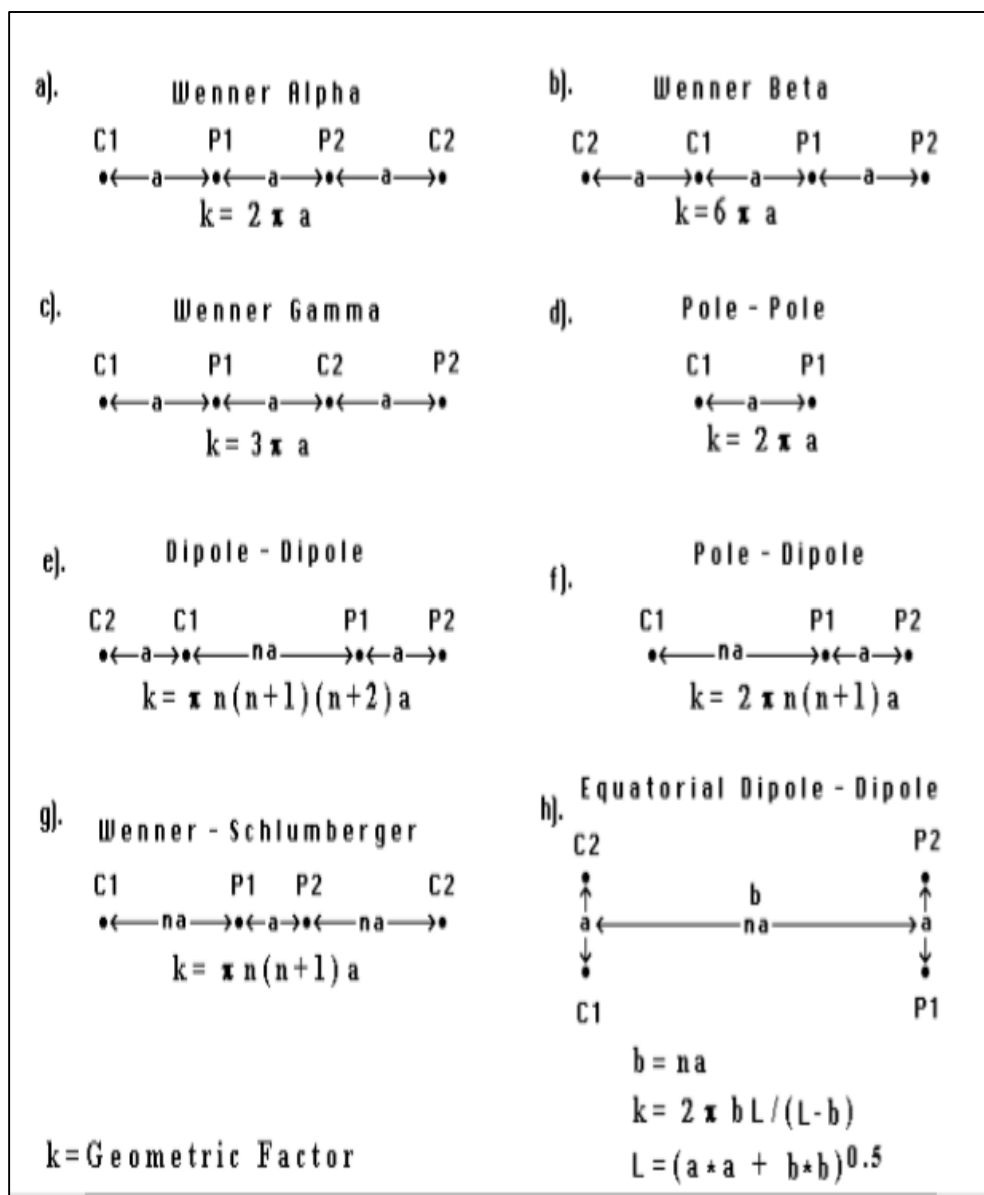 a).
Wenner Alpha
C1 P1 P2 C2
a a a
k= 2 π a
b).
Wenner Beta
C2 C1 P1 P2
a a a
k=6 π a
c).
Wenner Gamma
C1 P1 C2 P2
a a a
k= 3 π a
d).
Pole - Pole
C1 P1
a
k= 2 π a
e).
Dipole - Dipole
C2 C1 P1 P2
a na a
k= π n(n+1)(n+2)a
f).
Pole - Dipole
C1 P1 P2
na a
k= 2 π n(n+1)a
g).
Wenner - Schlumberger
C1 P1 P2 C2
na a na
k= π n(n+1)a
h).
Equatorial Dipole - Dipole
C2 P2
b
a na a
C1 P1
b = na
k= 2 π bL/(L-b)
L=(a*a + b*b)^0.5
k=Geometric Factor